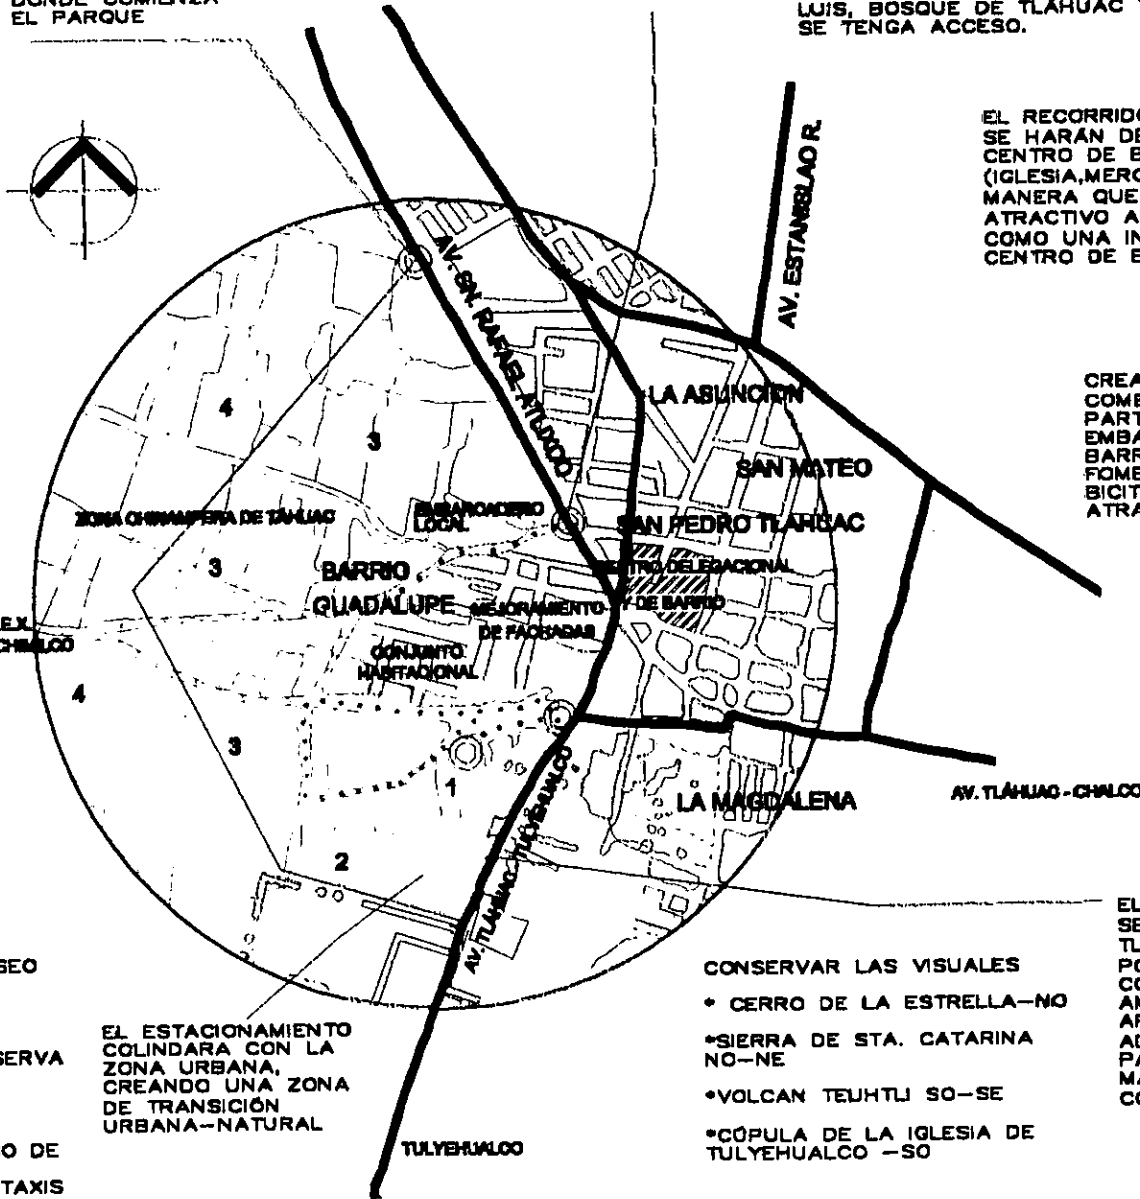 DONDE COMIENZA
EL PARQUE
LUIS, BOSQUE DE TLAHUAC Y
SE TENGA ACCESO.
EL RECORRIDO
SE HARÁN DE
CENTRO DE B
(IGLESIA,MERC
MANERA QUE
ATRACTIVO A
COMO UNA IN
CENTRO DE B
AV. ESTANISLAO R.
AV. SN. RAFAEL ATLIXCO
CREA
COME
PART
EMBA
BARR
FOME
BICIT
ATRA
LA ASUNCION
SAN MATEO
SAN PEDRO TLAHUAC
4
3
ZONA CHINAMPERA DE TAHUAC
EMBARCADERO
LOCAL
3
BARRIO
GUADALUPE
CENTRO DELEGACIONAL
Y DE BARRIO
MEJORAMIENTO
DE FACHADAS
CONJUNTO
HABITACIONAL
4
3
1
2
LA MAGDALENA
AV. TLÁHUAC-CHALCO
AV. TLAHUAC-TULYEHUALCO
SEO
SERVA
O DE
TAXIS
EL ESTACIONAMIENTO
COLINDARA CON LA
ZONA URBANA,
CREANDO UNA ZONA
DE TRANSICIÓN
URBANA-NATURAL
TULYEHUALCO
CONSERVAR LAS VISUALES
* CERRO DE LA ESTRELLA-NO
*SIERRA DE STA. CATARINA
NO-NE
*VOLCAN TEUHTLI SO-SE
*CÚPULA DE LA IGLESIA DE
TULYEHUALCO -SO
EL
SE
TL
PO
CO
AM
AR
AD
PA
MA
CO